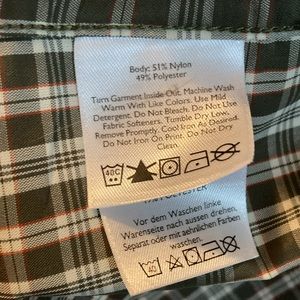 Body: 51% Nylon
49% Polyester
Turn Garment Inside Out. Machine Wash
Warm With Like Colors. Use Mild
Detergent. Do Not Bleach. Do Not Use
Fabric Softeners. Tumble Dry Low.
Remove Promptly. Cool Iron As Desired.
Do Not Iron On Print. Do Not Dry Clean.
40C
POLYESTER
Vor dem Waschen linke
Warenseite nach aussen drehen.
Separat oder mit aehnlichen Farben
waschen.
40